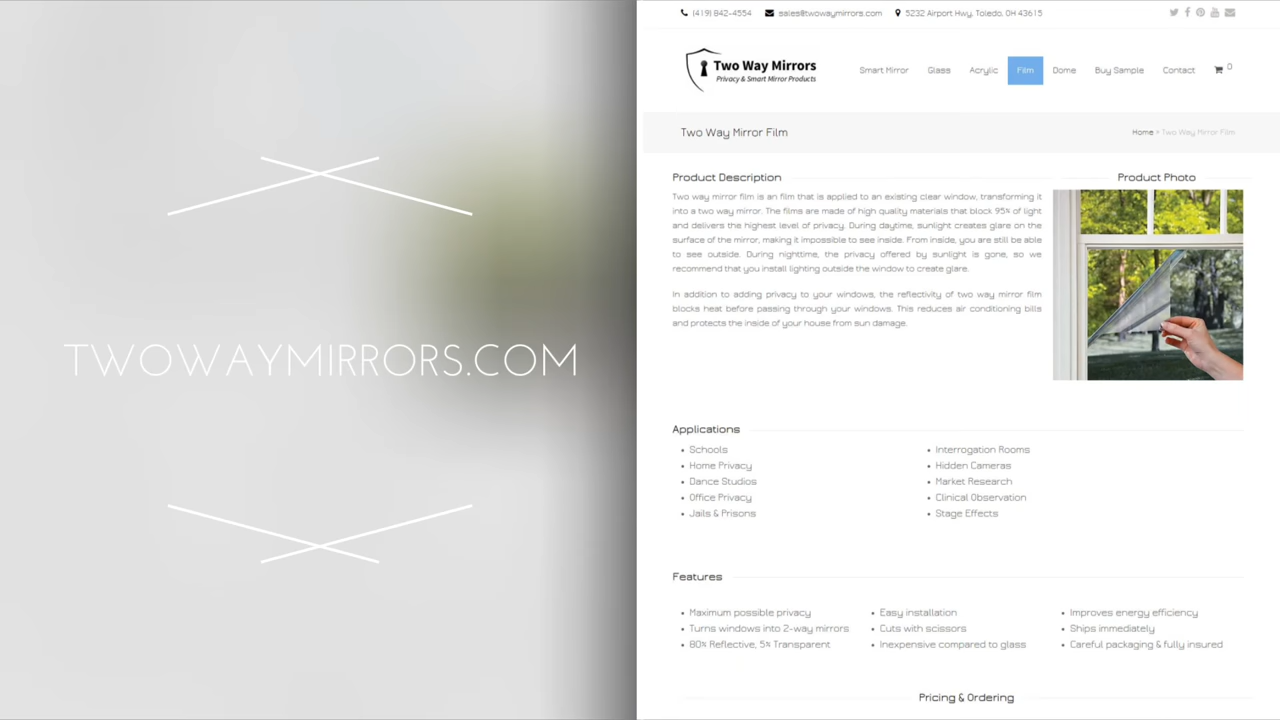 TWOWAYMIRRORS.COM
(419) 842-4554 sales@twowaymirrors.com 5232 Airport Hwy, Toledo, OH 43615
Two Way Mirrors
Privacy & Smart Mirror Products
Smart Mirror Glass Acrylic Film Dome Buy Sample Contact 0
Two Way Mirror Film
Home > Two Way Mirror Film
Product Description
Two way mirror film is an film that is applied to an existing clear window, transforming it
into a two way mirror. The films are made of high quality materials that block 95% of light
and delivers the highest level of privacy. During daytime, sunlight creates glare on the
surface of the mirror, making it impossible to see inside. From inside, you are still be able
to see outside. During nighttime, the privacy offered by sunlight is gone, so we
recommend that you install lighting outside the window to create glare.
In addition to adding privacy to your windows, the reflectivity of two way mirror film
blocks heat before passing through your windows. This reduces air conditioning bills
and protects the inside of your house from sun damage.
Product Photo
Applications
• Schools
• Home Privacy
• Dance Studios
• Office Privacy
• Jails & Prisons
• Interrogation Rooms
• Hidden Cameras
• Market Research
• Clinical Observation
• Stage Effects
Features
• Maximum possible privacy
• Turns windows into 2-way mirrors
• 80% Reflective, 5% Transparent
• Easy installation
• Cuts with scissors
• Inexpensive compared to glass
• Improves energy efficiency
• Ships immediately
• Careful packaging & fully insured
Pricing & Ordering